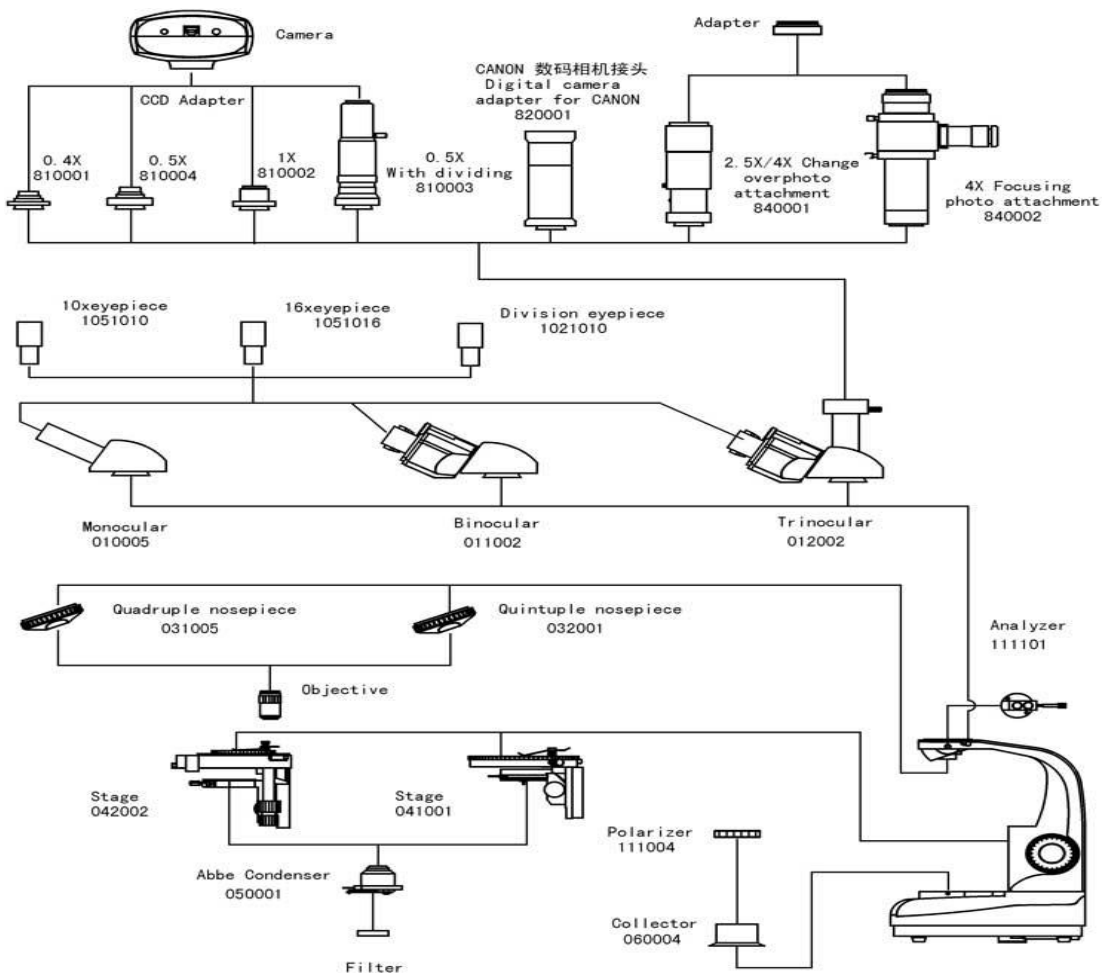 Camera
Adapter
CCD Adapter
CANON 数码相机接头
Digital camera
adapter for CANON
820001
0.4X
810001
0.5X
810004
1X
810002
0.5X
With dividing
810003
2.5X/4X Change
overphoto
attachment
840001
4X Focusing
photo attachment
840002
10xeyepiece
1051010
16xeyepiece
1051016
Division eyepiece
1021010
Monocular
010005
Binocular
011002
Trinocular
012002
Quadruple nosepiece
031005
Quintuple nosepiece
032001
Analyzer
111101
Objective
Stage
042002
Stage
041001
Polarizer
111004
Abbe Condenser
050001
Collector
060004
Filter